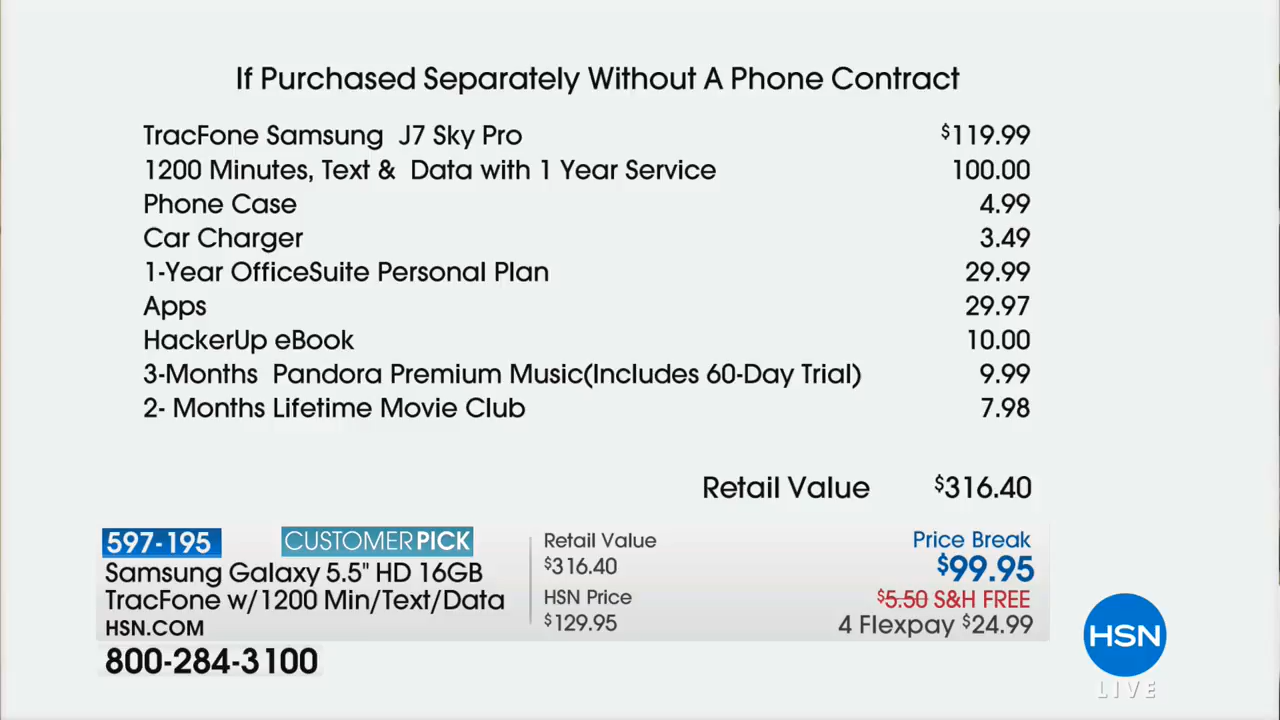 If Purchased Separately Without A Phone Contract
TracFone Samsung J7 Sky Pro $119.99
1200 Minutes, Text & Data with 1 Year Service 100.00
Phone Case 4.99
Car Charger 3.49
1-Year OfficeSuite Personal Plan 29.99
Apps 29.97
HackerUp eBook 10.00
3-Months Pandora Premium Music(Includes 60-Day Trial) 9.99
2- Months Lifetime Movie Club 7.98
Retail Value $316.40
597-195 CUSTOMERPICK
Samsung Galaxy 5.5" HD 16GB
TracFone w/1200 Min/Text/Data
HSN.COM
800-284-3100
Retail Value
$316.40
HSN Price
$129.95
Price Break
$99.95
$5.50 S&H FREE
4 Flexpay $24.99
HSN
LIVE